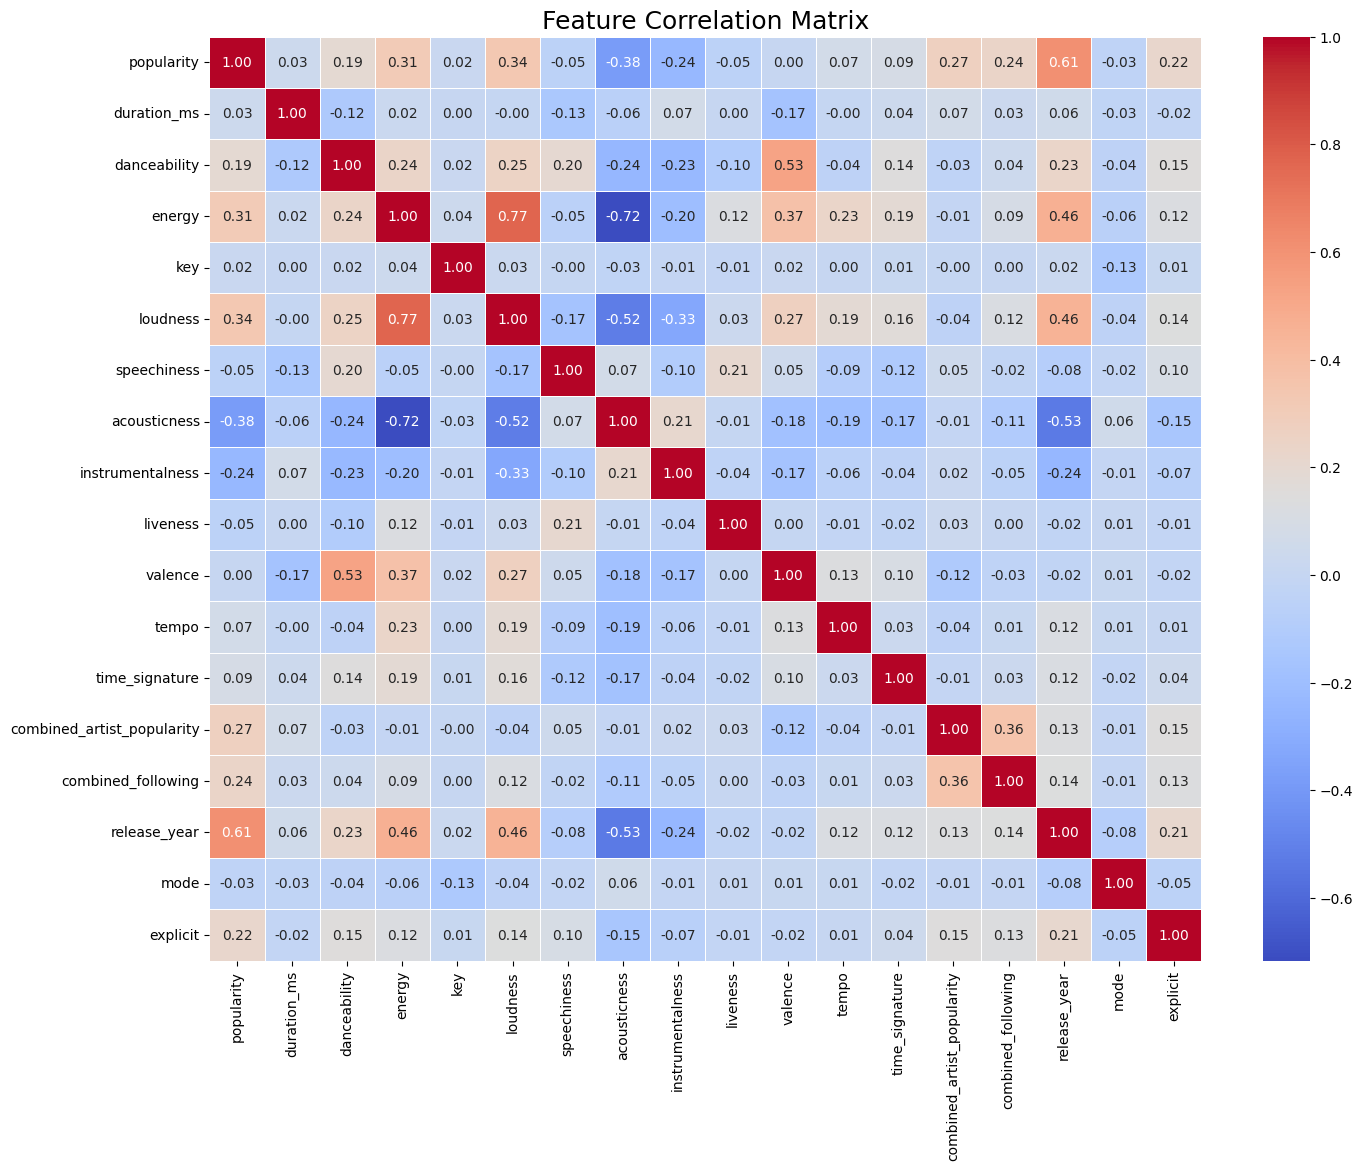 Feature Correlation Matrix
popularity 1.00 0.03 0.19 0.31 0.02 0.34 -0.05 -0.38 -0.24 -0.05 0.00 0.07 0.09 0.27 0.24 0.61 -0.03 0.22
duration_ms 0.03 1.00 -0.12 0.02 0.00 -0.00 -0.13 -0.06 0.07 0.00 -0.17 -0.00 0.04 0.07 0.03 0.06 -0.03 -0.02
danceability 0.19 -0.12 1.00 0.24 0.02 0.25 0.20 -0.24 -0.23 -0.10 0.53 -0.04 0.14 -0.03 0.04 0.23 -0.04 0.15
energy 0.31 0.02 0.24 1.00 0.04 0.77 -0.05 -0.72 -0.20 0.12 0.37 0.23 0.19 -0.01 0.09 0.46 -0.06 0.12
key 0.02 0.00 0.02 0.04 1.00 0.03 -0.00 -0.03 -0.01 -0.01 0.02 0.00 0.01 -0.00 0.00 0.02 -0.13 0.01
loudness 0.34 -0.00 0.25 0.77 0.03 1.00 -0.17 -0.52 -0.33 0.03 0.27 0.19 0.16 -0.04 0.12 0.46 -0.04 0.14
speechiness -0.05 -0.13 0.20 -0.05 -0.00 -0.17 1.00 0.07 -0.10 0.21 0.05 -0.09 -0.12 0.05 -0.02 -0.08 -0.02 0.10
acousticness -0.38 -0.06 -0.24 -0.72 -0.03 -0.52 0.07 1.00 0.21 -0.01 -0.18 -0.19 -0.17 -0.01 -0.11 -0.53 0.06 -0.15
instrumentalness -0.24 0.07 -0.23 -0.20 -0.01 -0.33 -0.10 0.21 1.00 -0.04 -0.17 -0.06 -0.04 0.02 -0.05 -0.24 -0.01 -0.07
liveness -0.05 0.00 -0.10 0.12 -0.01 0.03 0.21 -0.01 -0.04 1.00 0.00 -0.01 -0.02 0.03 0.00 -0.02 0.01 -0.01
valence 0.00 -0.17 0.53 0.37 0.02 0.27 0.05 -0.18 -0.17 0.00 1.00 0.13 0.10 -0.12 -0.03 -0.02 0.01 -0.02
tempo 0.07 -0.00 -0.04 0.23 0.00 0.19 -0.09 -0.19 -0.06 -0.01 0.13 1.00 0.03 -0.04 0.01 0.12 0.01 0.01
time_signature 0.09 0.04 0.14 0.19 0.01 0.16 -0.12 -0.17 -0.04 -0.02 0.10 0.03 1.00 -0.01 0.03 0.12 -0.02 0.04
combined_artist_popularity 0.27 0.07 -0.03 -0.01 -0.00 -0.04 0.05 -0.01 0.02 0.03 -0.12 -0.04 -0.01 1.00 0.36 0.13 -0.01 0.15
combined_following 0.24 0.03 0.04 0.09 0.00 0.12 -0.02 -0.11 -0.05 0.00 -0.03 0.01 0.03 0.36 1.00 0.14 -0.01 0.13
release_year 0.61 0.06 0.23 0.46 0.02 0.46 -0.08 -0.53 -0.24 -0.02 -0.02 0.12 0.12 0.13 0.14 1.00 -0.08 0.21
mode -0.03 -0.03 -0.04 -0.06 -0.13 -0.04 -0.02 0.06 -0.01 0.01 0.01 0.01 -0.02 -0.01 -0.01 -0.08 1.00 -0.05
explicit 0.22 -0.02 0.15 0.12 0.01 0.14 0.10 -0.15 -0.07 -0.01 -0.02 0.01 0.04 0.15 0.13 0.21 -0.05 1.00
popularity
duration_ms
danceability
energy
key
loudness
speechiness
acousticness
instrumentalness
liveness
valence
tempo
time_signature
combined_artist_popularity
combined_following
release_year
mode
explicit
1.0
0.8
0.6
0.4
0.2
0.0
−0.2
−0.4
−0.6